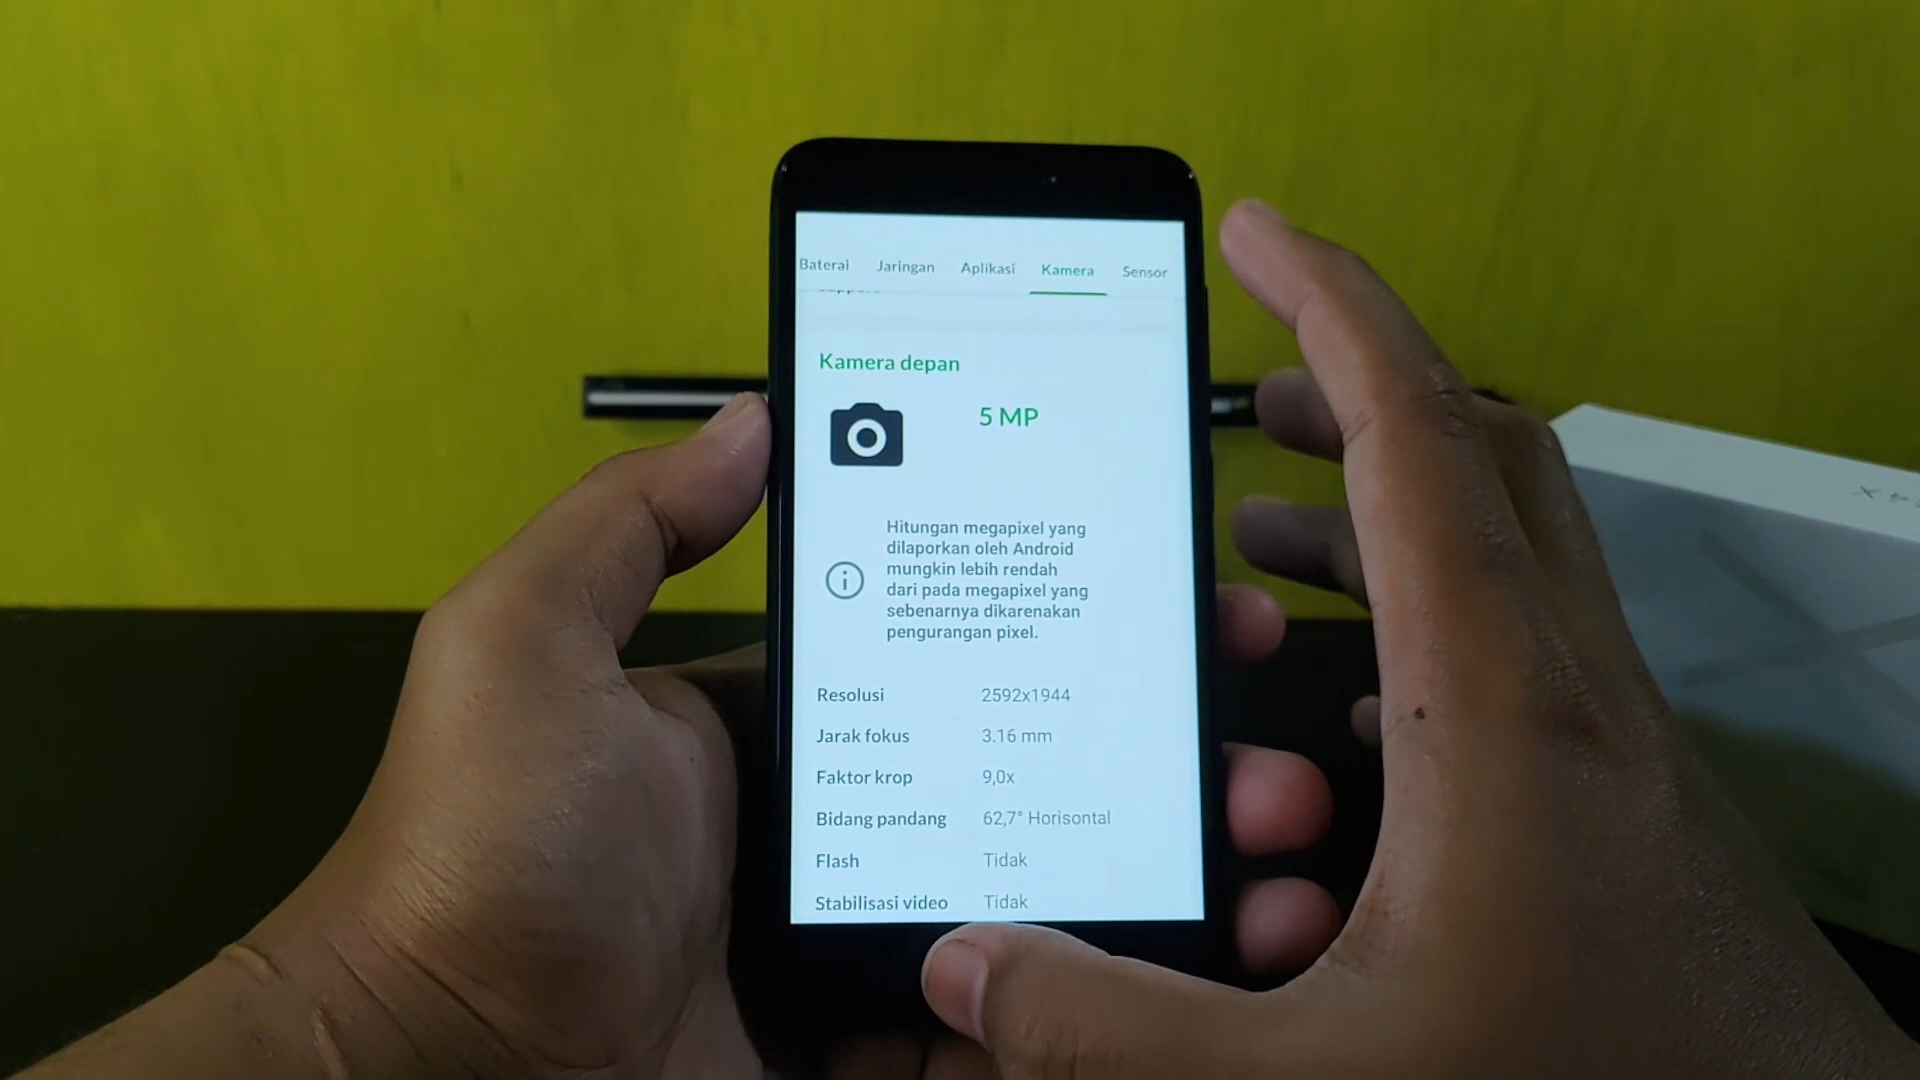 Baterai Jaringan Aplikasi Kamera Sensor
Kamera depan
5 MP
Hitungan megapixel yang
dilaporkan oleh Android
mungkin lebih rendah
dari pada megapixel yang
sebenarnya dikarenakan
pengurangan pixel.
Resolusi 2592x1944
Jarak fokus 3.16 mm
Faktor krop 9,0x
Bidang pandang 62,7° Horisontal
Flash Tidak
Stabilisasi video Tidak